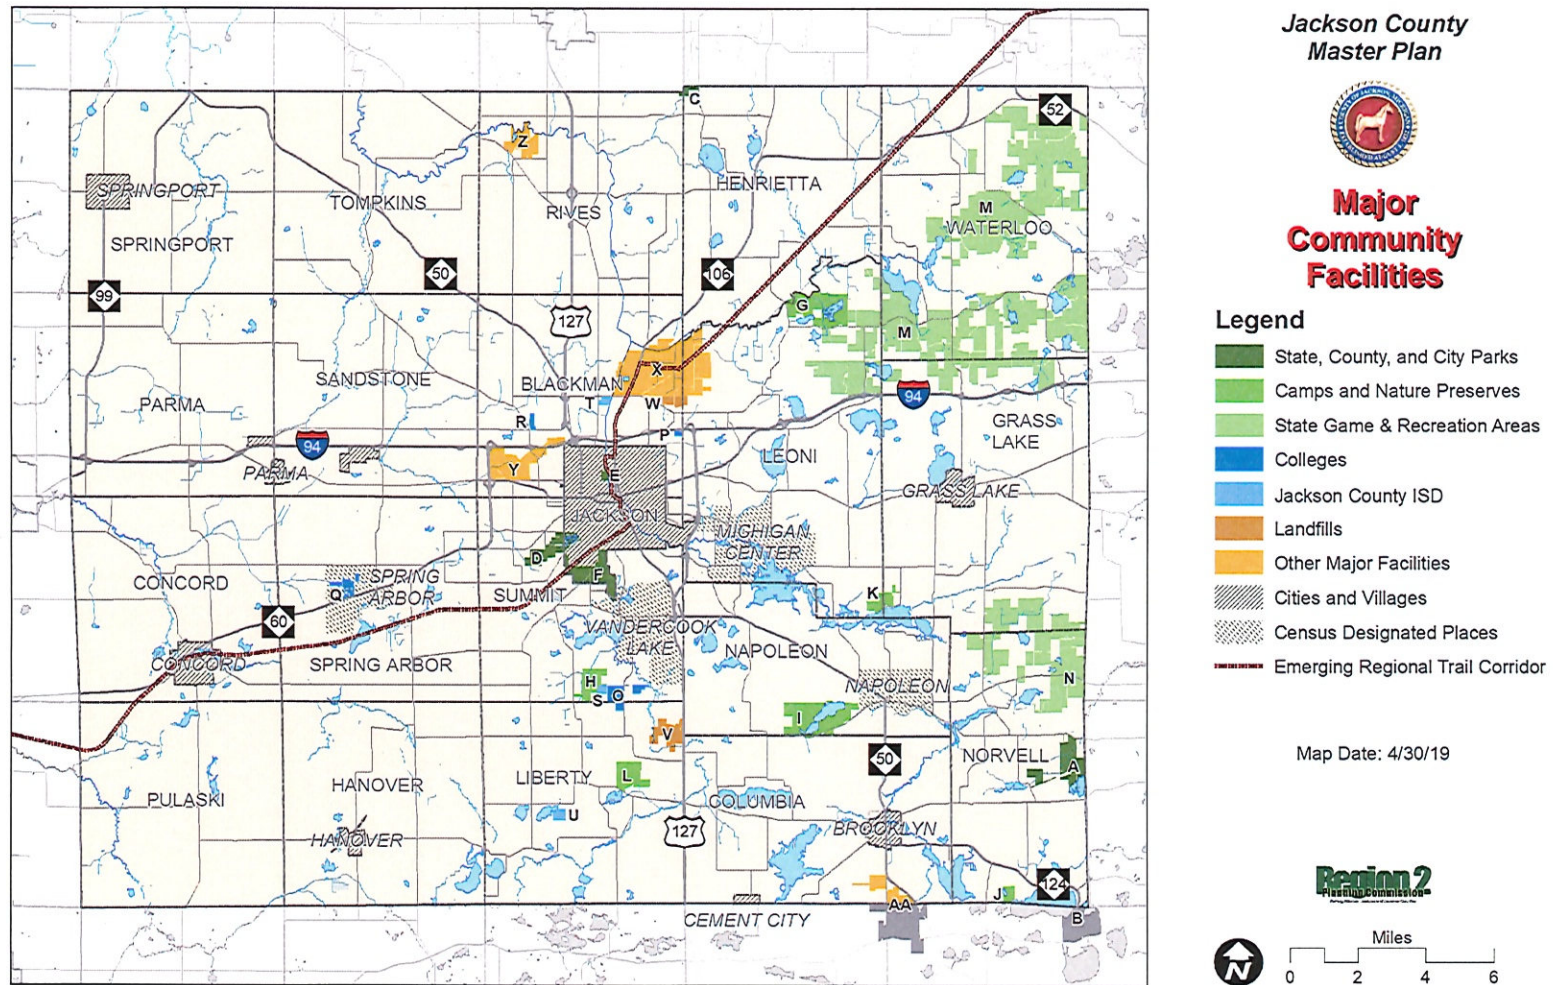 Jackson County
Master Plan
Major
Community
Facilities
Legend
State, County, and City Parks
Camps and Nature Preserves
State Game & Recreation Areas
Colleges
Jackson County ISD
Landfills
Other Major Facilities
Cities and Villages
Census Designated Places
Emerging Regional Trail Corridor
Map Date: 4/30/19
Region 2
Planning Commission
N
Miles
0 2 4 6
C
52
Z
SPRINGPORT
TOMPKINS
RIVES
HENRIETTA
M
WATERLOO
SPRINGPORT
99
50
106
127
G
M
X
SANDSTONE
BLACKMAN
PARMA
T
W
94
R
P
GRASS
LAKE
94
PARMA
Y
E
LEONI
GRASS LAKE
JACKSON
MICHIGAN
CENTER
D
F
CONCORD
Q
SPRING
ARBOR
SUMMIT
K
60
VANDERCOOK
LAKE
NAPOLEON
CONCORD
SPRING ARBOR
H
S
O
NAPOLEON
N
I
V
50
NORVELL
A
PULASKI
HANOVER
LIBERTY
L
COLUMBIA
U
127
HANOVER
BROOKLYN
124
J
AA
B
CEMENT CITY